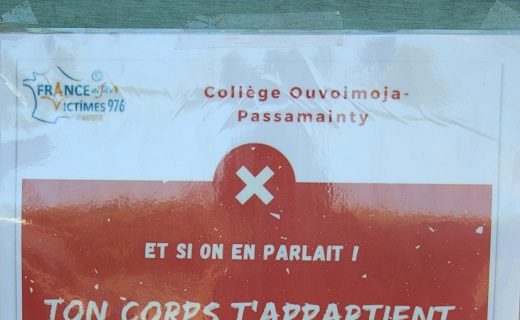 FRANCE
VICTIMES 976
Collège Ouvoimoja-
Passamainty
ET SI ON EN PARLAIT !
TON CORPS T'APPARTIENT